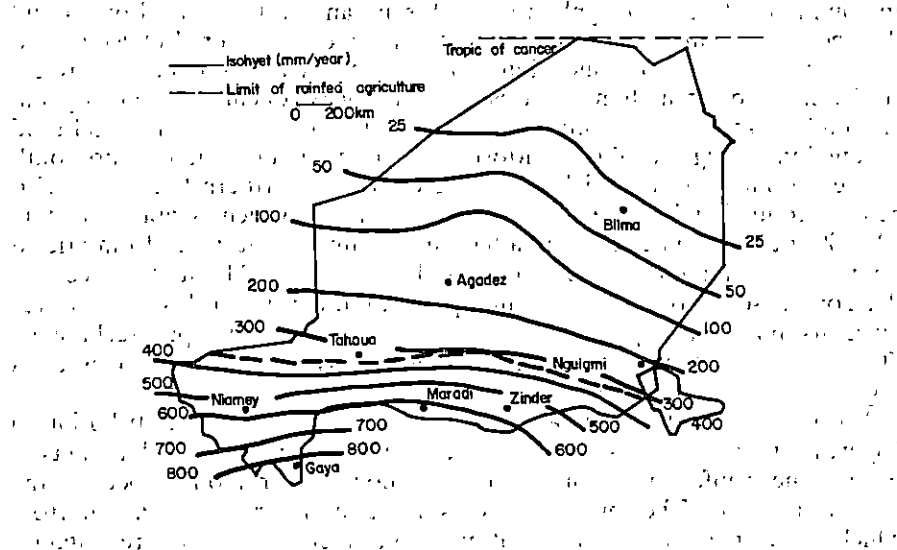 Tropic of cancer
Isohyet (mm/year)
Limit of rainfed agriculture
0 200km
25
50
Bilma
100
25
Agadez
200
50
300
100
Tahoua
400
Nguigmi
200
500
Niamey
Maradi
Zinder
300
600
500
400
700
700
600
800
800
Gaya